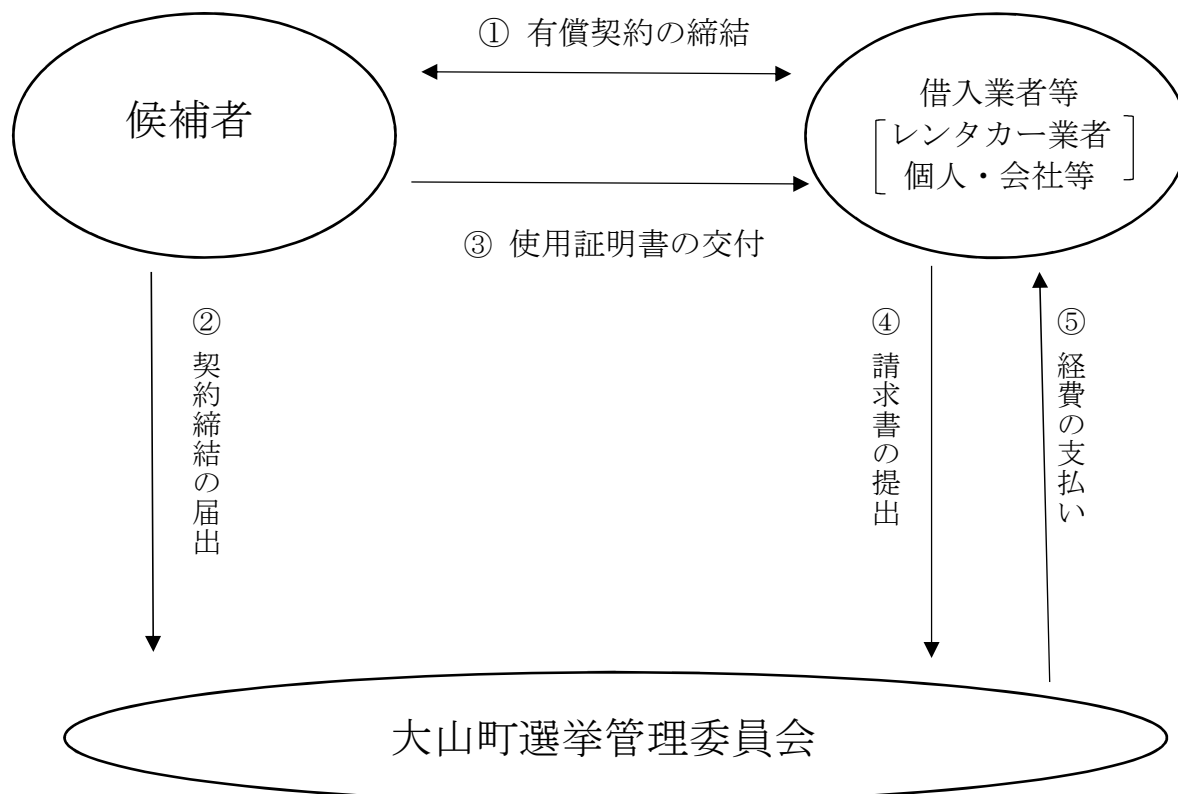 ① 有償契約の締結
候補者
借入業者等
レンタカー業者
個人・会社等
③ 使用証明書の交付
② 契約締結の届出
④ 請求書の提出
⑤ 経費の支払い
大山町選挙管理委員会